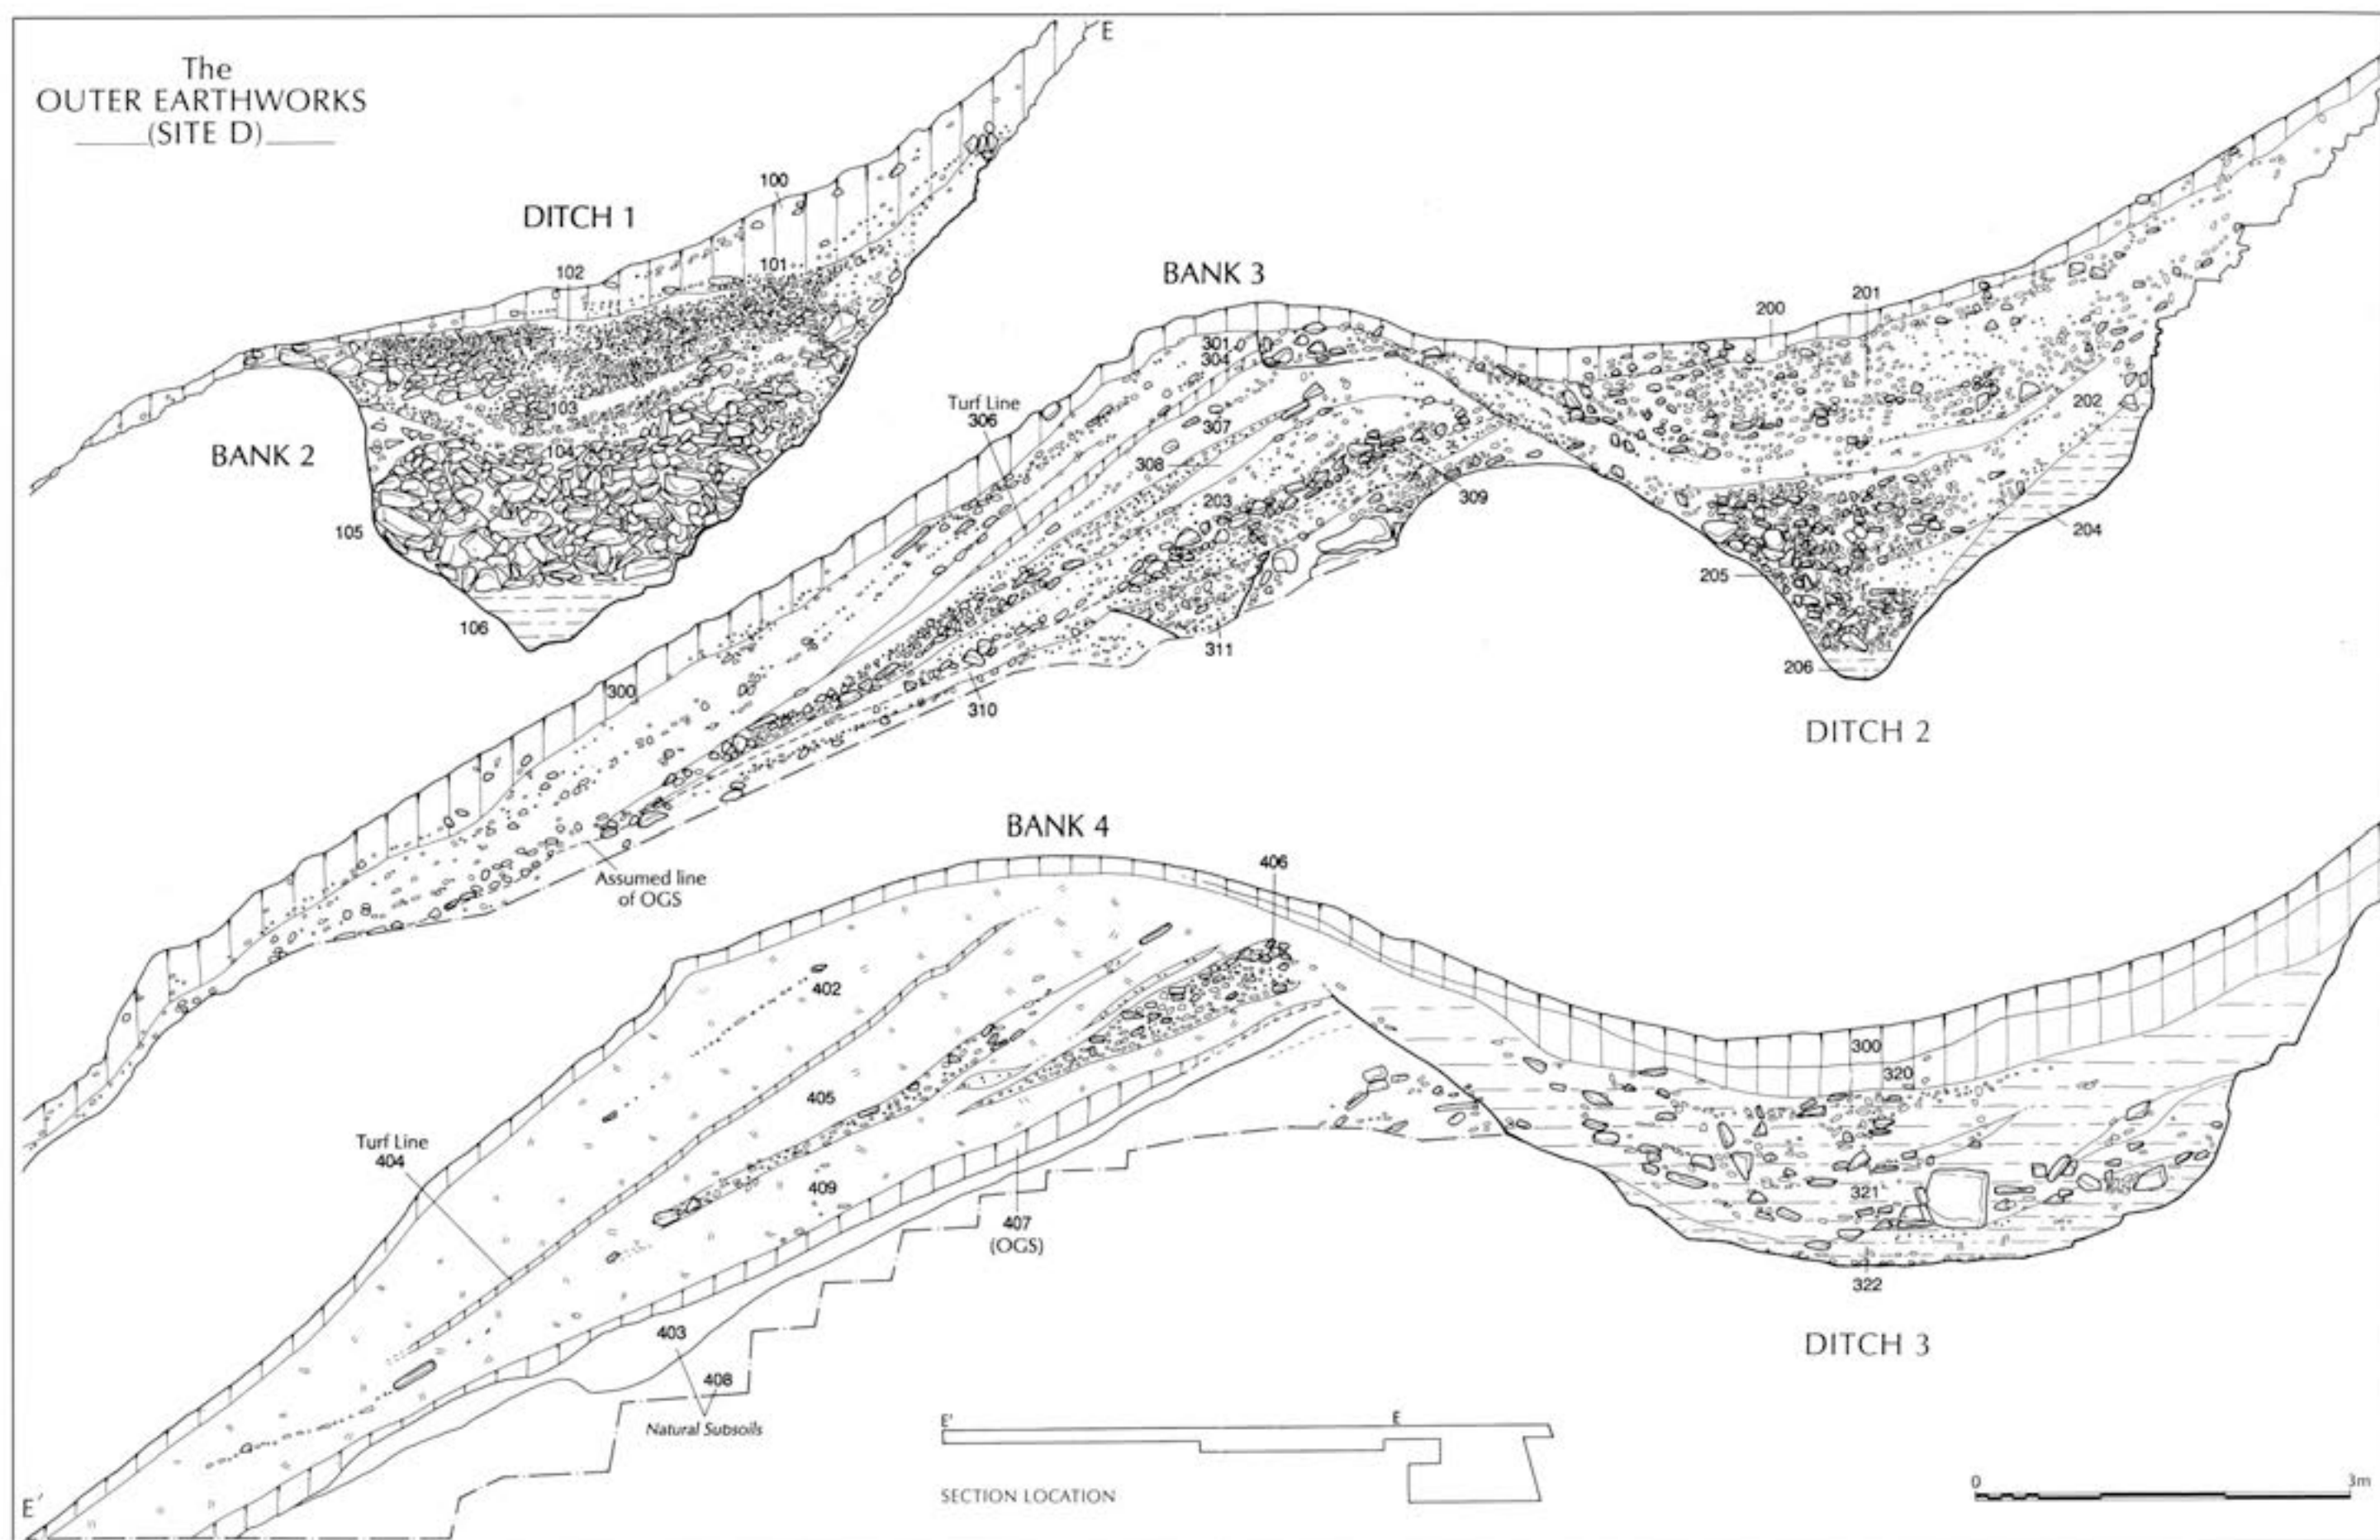 The
OUTER EARTHWORKS
(SITE D)
E
DITCH 1
100
102
101
103
104
105
106
BANK 2
BANK 3
301
304
Turf Line
306
307
308
203
309
311
310
300
Assumed line
of OGS
200
201
202
204
205
206
DITCH 2
BANK 4
406
402
405
Turf Line
404
409
407
(OGS)
403
408
Natural Subsoils
300
320
321
322
DITCH 3
E'
E'
E
SECTION LOCATION
0
3m